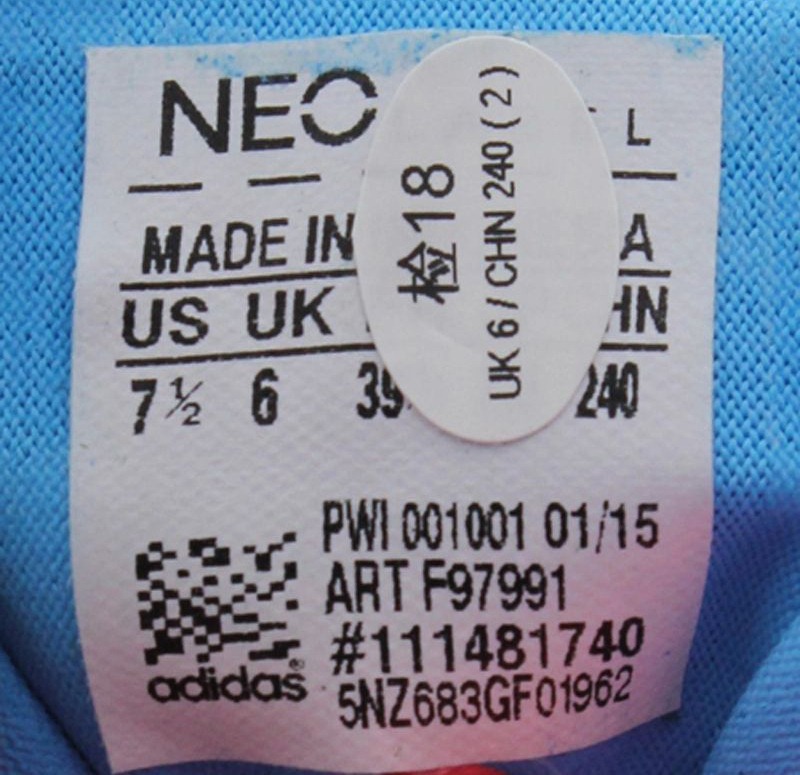 NEO L
MADE IN A
US UK HN
7½ 6 39 240
检18
UK 6 / CHN 240 ( 2 )
PWI 001001 01/15
ART F97991
#111481740
5NZ683GF01962
adidas®